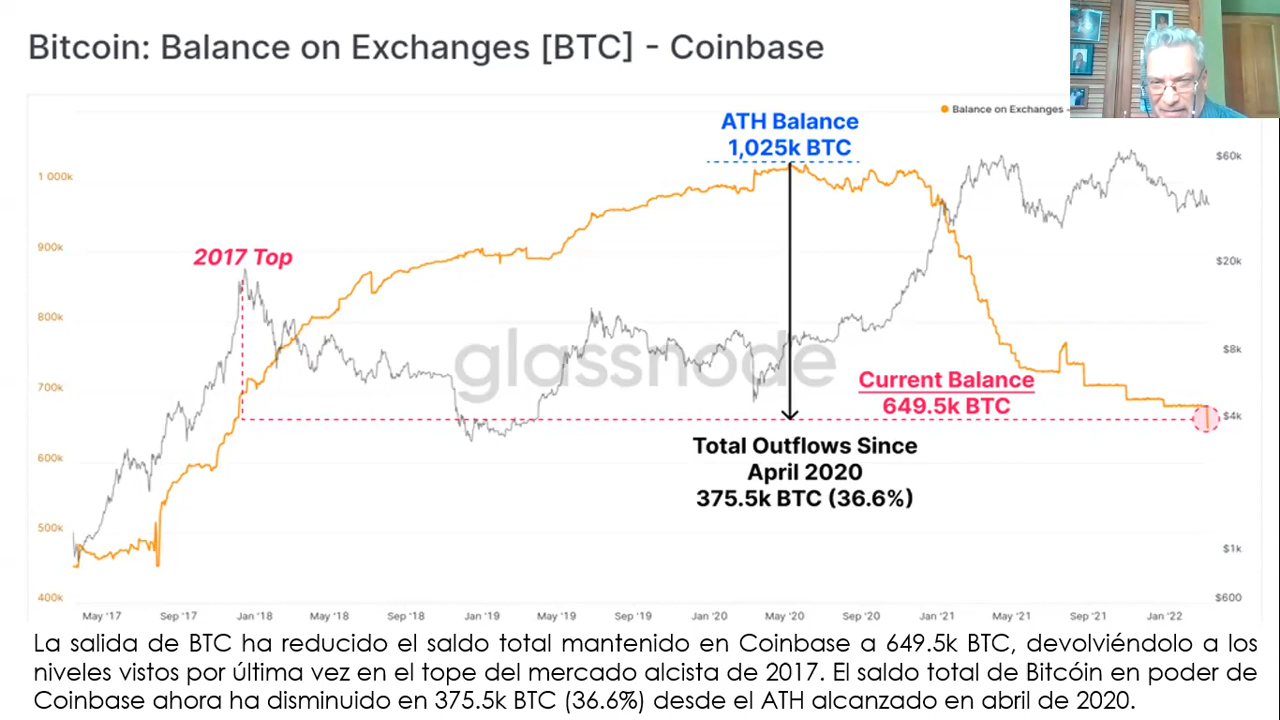 Bitcoin: Balance on Exchanges [BTC] - Coinbase
Balance on Exchanges -
ATH Balance
1,025k BTC
$60k
1 000k
900k
2017 Top
$20k
800k
glassnode
$8k
700k
Current Balance
649.5k BTC
$4k
Total Outflows Since
April 2020
375.5k BTC (36.6%)
600k
500k
$1k
400k
$600
May '17 Sep '17 Jan '18 May '18 Sep '18 Jan '19 May '19 Sep '19 Jan '20 May '20 Sep '20 Jan '21 May '21 Sep '21 Jan '22
La salida de BTC ha reducido el saldo total mantenido en Coinbase a 649.5k BTC, devolviéndolo a los
niveles vistos por última vez en el tope del mercado alcista de 2017. El saldo total de Bitcóin en poder de
Coinbase ahora ha disminuido en 375.5k BTC (36.6%) desde el ATH alcanzado en abril de 2020.